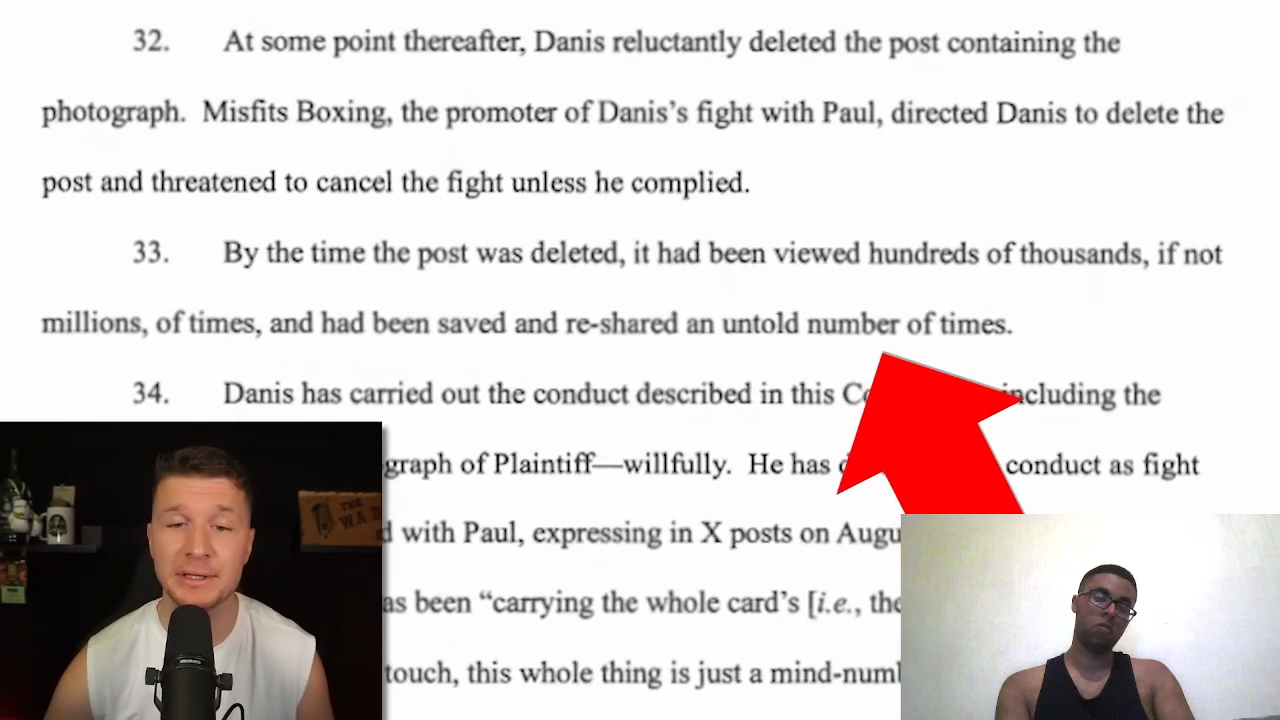 32. At some point thereafter, Danis reluctantly deleted the post containing the
photograph. Misfits Boxing, the promoter of Danis's fight with Paul, directed Danis to delete the
post and threatened to cancel the fight unless he complied.
33. By the time the post was deleted, it had been viewed hundreds of thousands, if not
millions, of times, and had been saved and re-shared an untold number of times.
34. Danis has carried out the conduct described in this including the
graph of Plaintiff—willfully. He has conduct as fight
with Paul, expressing in X posts on
as been “carrying the whole card's [i.e.,
touch, this whole thing is just a
THE